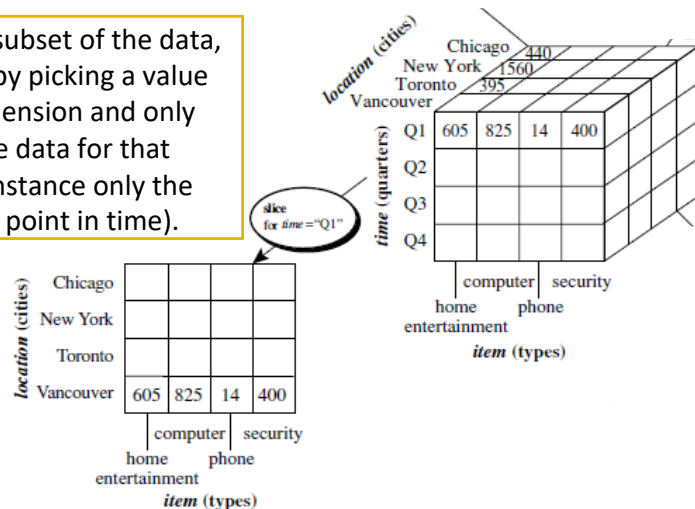 subset of the data,
by picking a value
ension and only
e data for that
nstance only the
point in time).
location (cities)
Chicago 440
New York 1560
Toronto 395
Vancouver
time (quarters)
Q1 605 825 14 400
Q2
Q3
Q4
computer security
home phone
entertainment
item (types)
slice
for time = "Q1"
location (cities)
Chicago
New York
Toronto
Vancouver 605 825 14 400
computer security
home phone
entertainment
item (types)